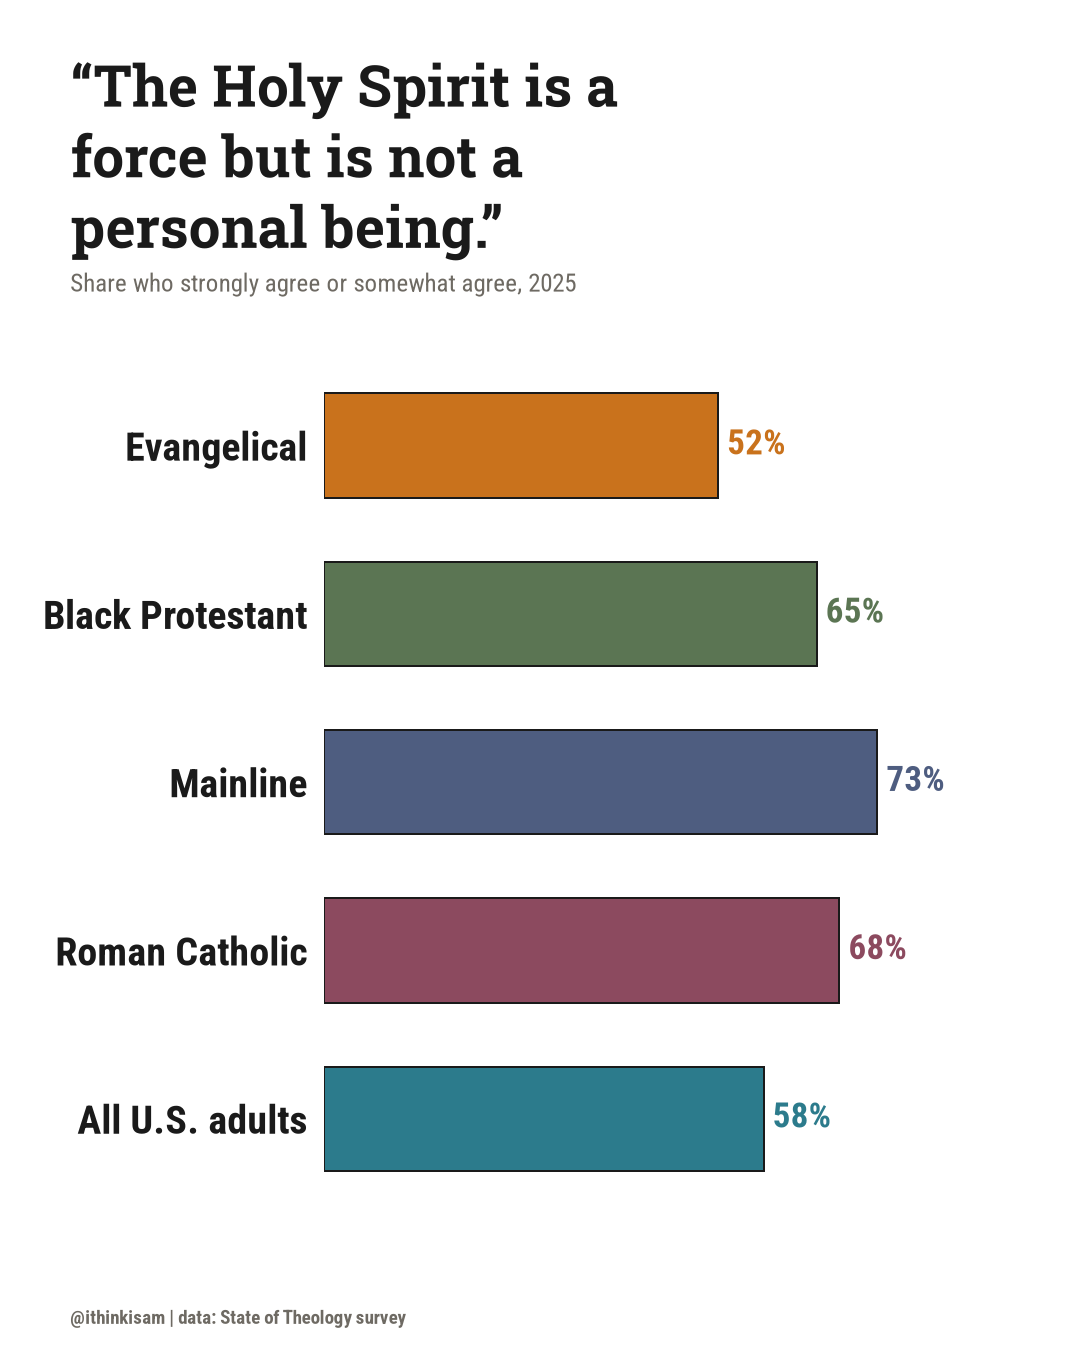 “The Holy Spirit is a
force but is not a
personal being.”
Share who strongly agree or somewhat agree, 2025
Evangelical 52%
Black Protestant 65%
Mainline 73%
Roman Catholic 68%
All U.S. adults 58%
@ithinkisam | data: State of Theology survey